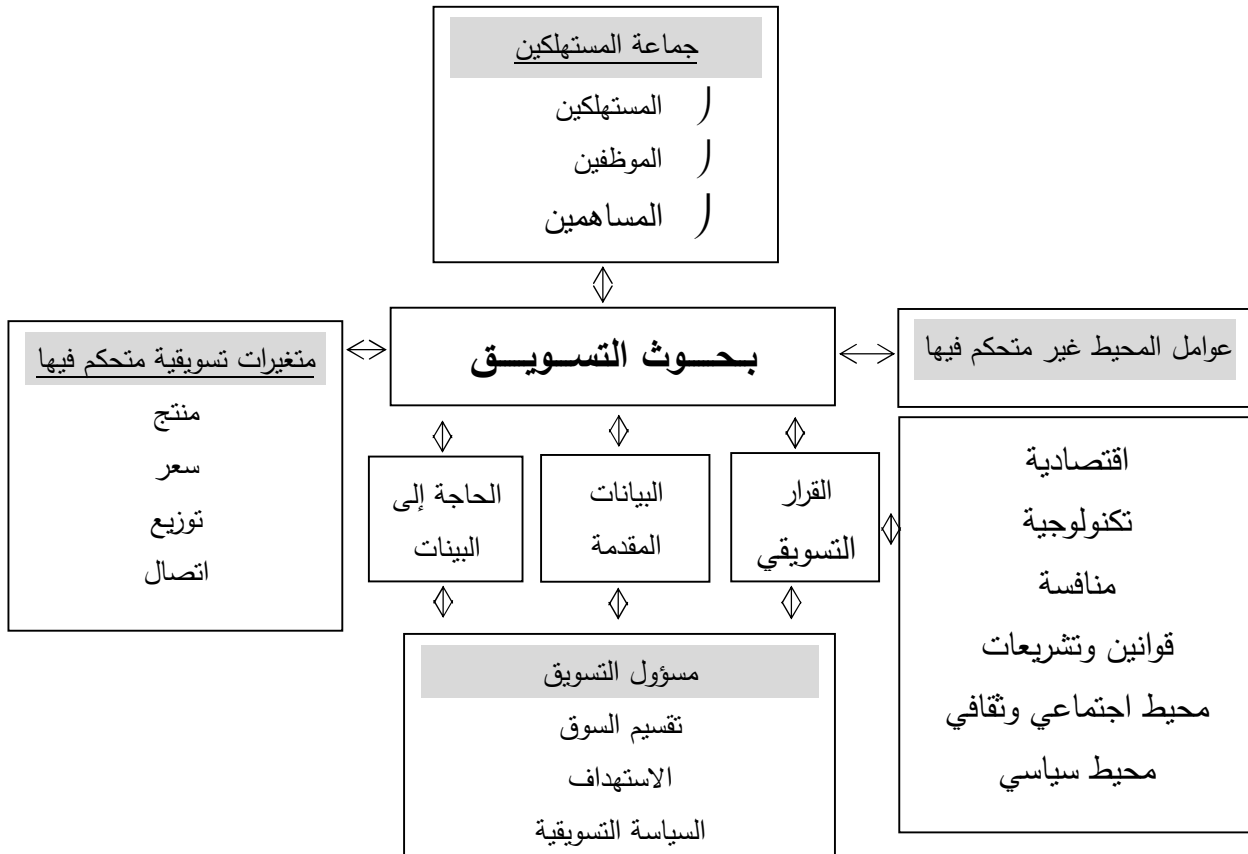 جماعة المستهلكين
المستهلكين
الموظفين
المساهمين
عوامل المحيط غير متحكم فيها
بـحـــوث التســويـــق
متغيرات تسويقية متحكم فيها
منتج
سعر
توزيع
اتصال
اقتصادية
تكنولوجية
منافسة
قوانين وتشريعات
محيط اجتماعي وثقافي
محيط سياسي
القرار
التسويقي
البيانات
المقدمة
الحاجة إلى
البينات
مسؤول التسويق
تقسيم السوق
الاستهداف
السياسة التسويقية